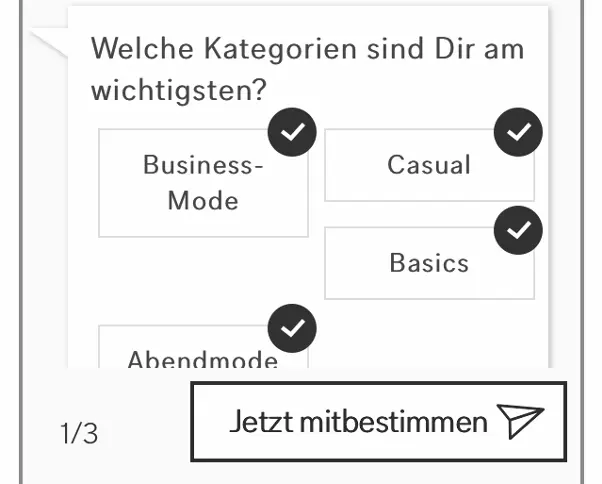 Welche Kategorien sind Dir am
wichtigsten?
Business-
Mode
Casual
Basics
Abendmode
1/3
Jetzt mitbestimmen